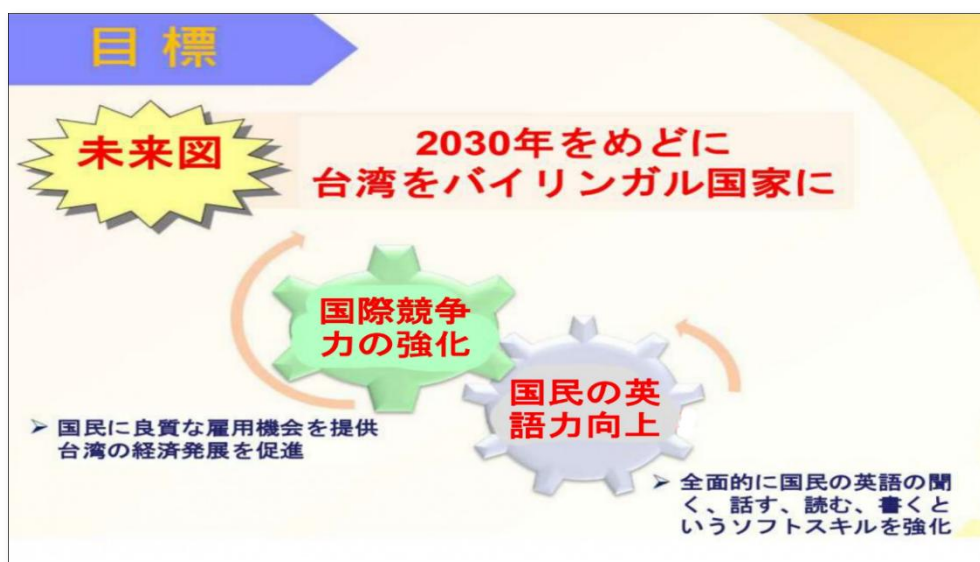 目標
未来図
2030年をめどに
台湾をバイリンガル国家に
国際競争
力の強化
国民の英
語力向上
➢ 国民に良質な雇用機会を提供
台湾の経済発展を促進
➢ 全面的に国民の英語の聞
く、話す、読む、書くと
いうソフトスキルを強化